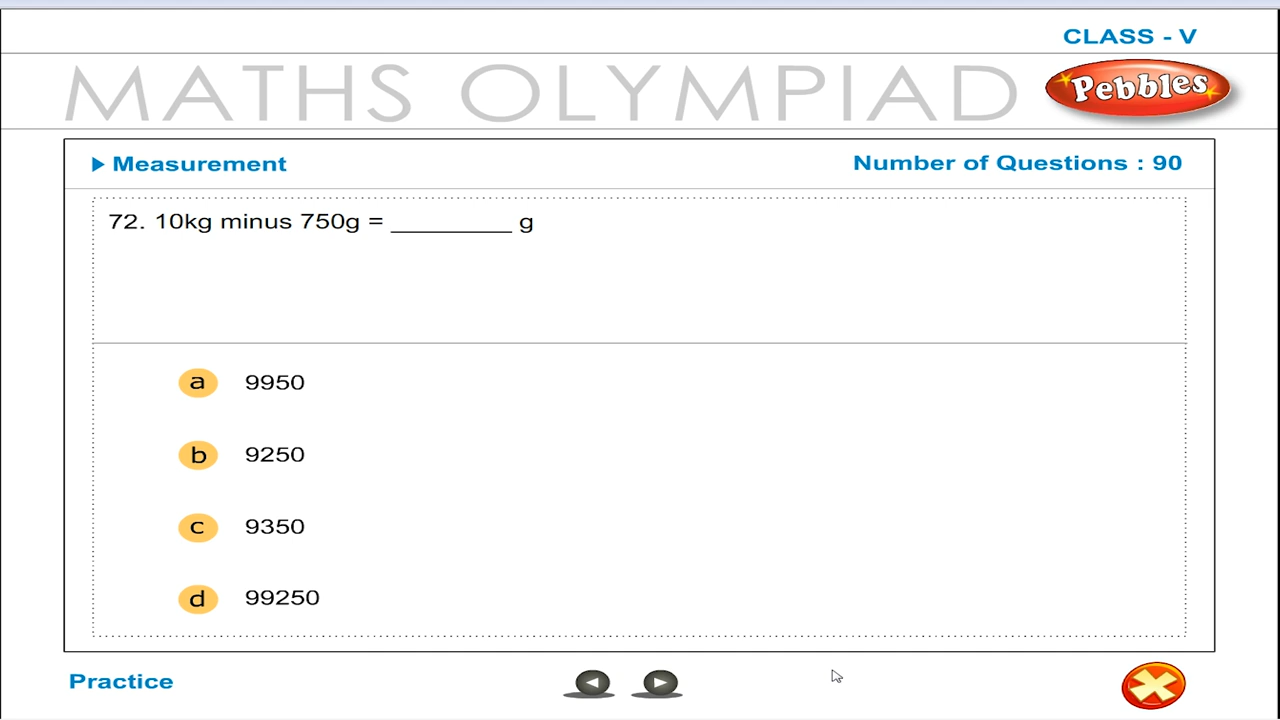 CLASS - V
MATHS OLYMPIAD
Pebbles
Measurement
Number of Questions : 90
72. 10kg minus 750g = _________ g
a 9950
b 9250
c 9350
d 99250
Practice